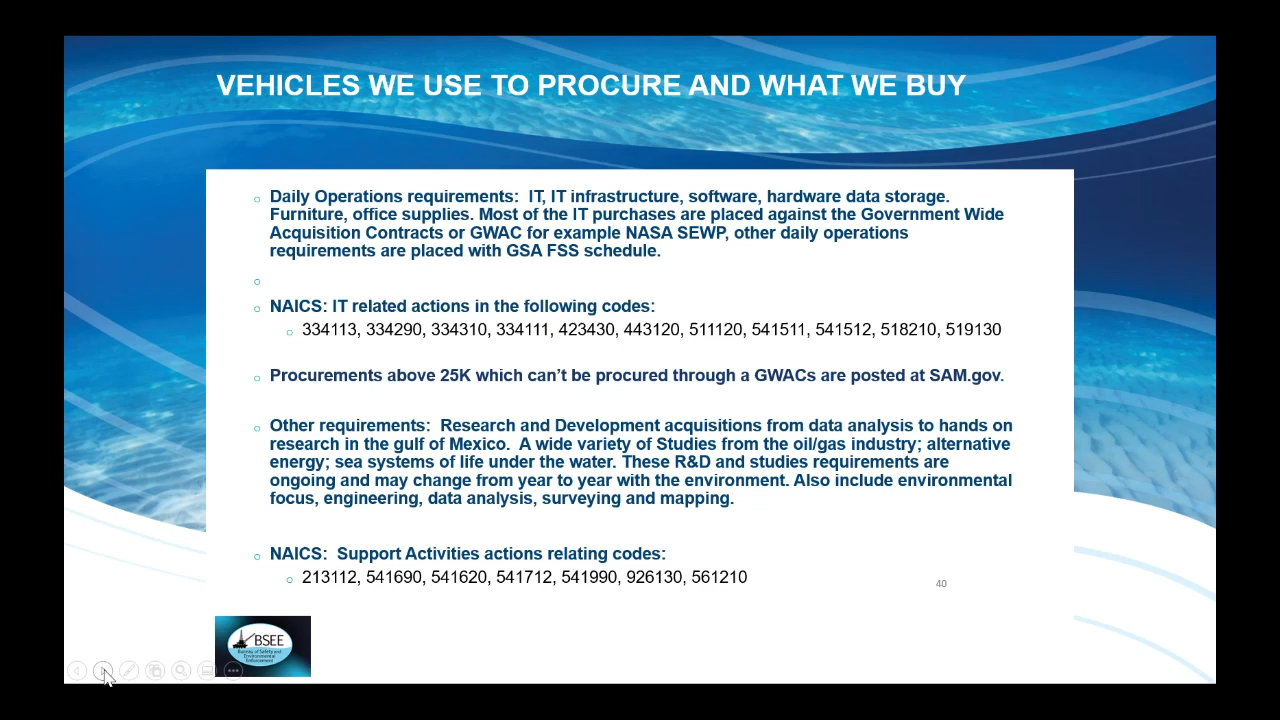 VEHICLES WE USE TO PROCURE AND WHAT WE BUY
Daily Operations requirements:  IT, IT infrastructure, software, hardware data storage.
Furniture, office supplies. Most of the IT purchases are placed against the Government Wide
Acquisition Contracts or GWAC for example NASA SEWP, other daily operations
requirements are placed with GSA FSS schedule.
NAICS: IT related actions in the following codes:
334113, 334290, 334310, 334111, 423430, 443120, 511120, 541511, 541512, 518210, 519130
Procurements above 25K which can’t be procured through a GWACs are posted at SAM.gov.
Other requirements:  Research and Development acquisitions from data analysis to hands on
research in the gulf of Mexico.  A wide variety of Studies from the oil/gas industry; alternative
energy; sea systems of life under the water. These R&D and studies requirements are
ongoing and may change from year to year with the environment. Also include environmental
focus, engineering, data analysis, surveying and mapping.
NAICS:  Support Activities actions relating codes:
213112, 541690, 541620, 541712, 541990, 926130, 561210
40
BSEE
Bureau of Safety and
Environmental
Enforcement